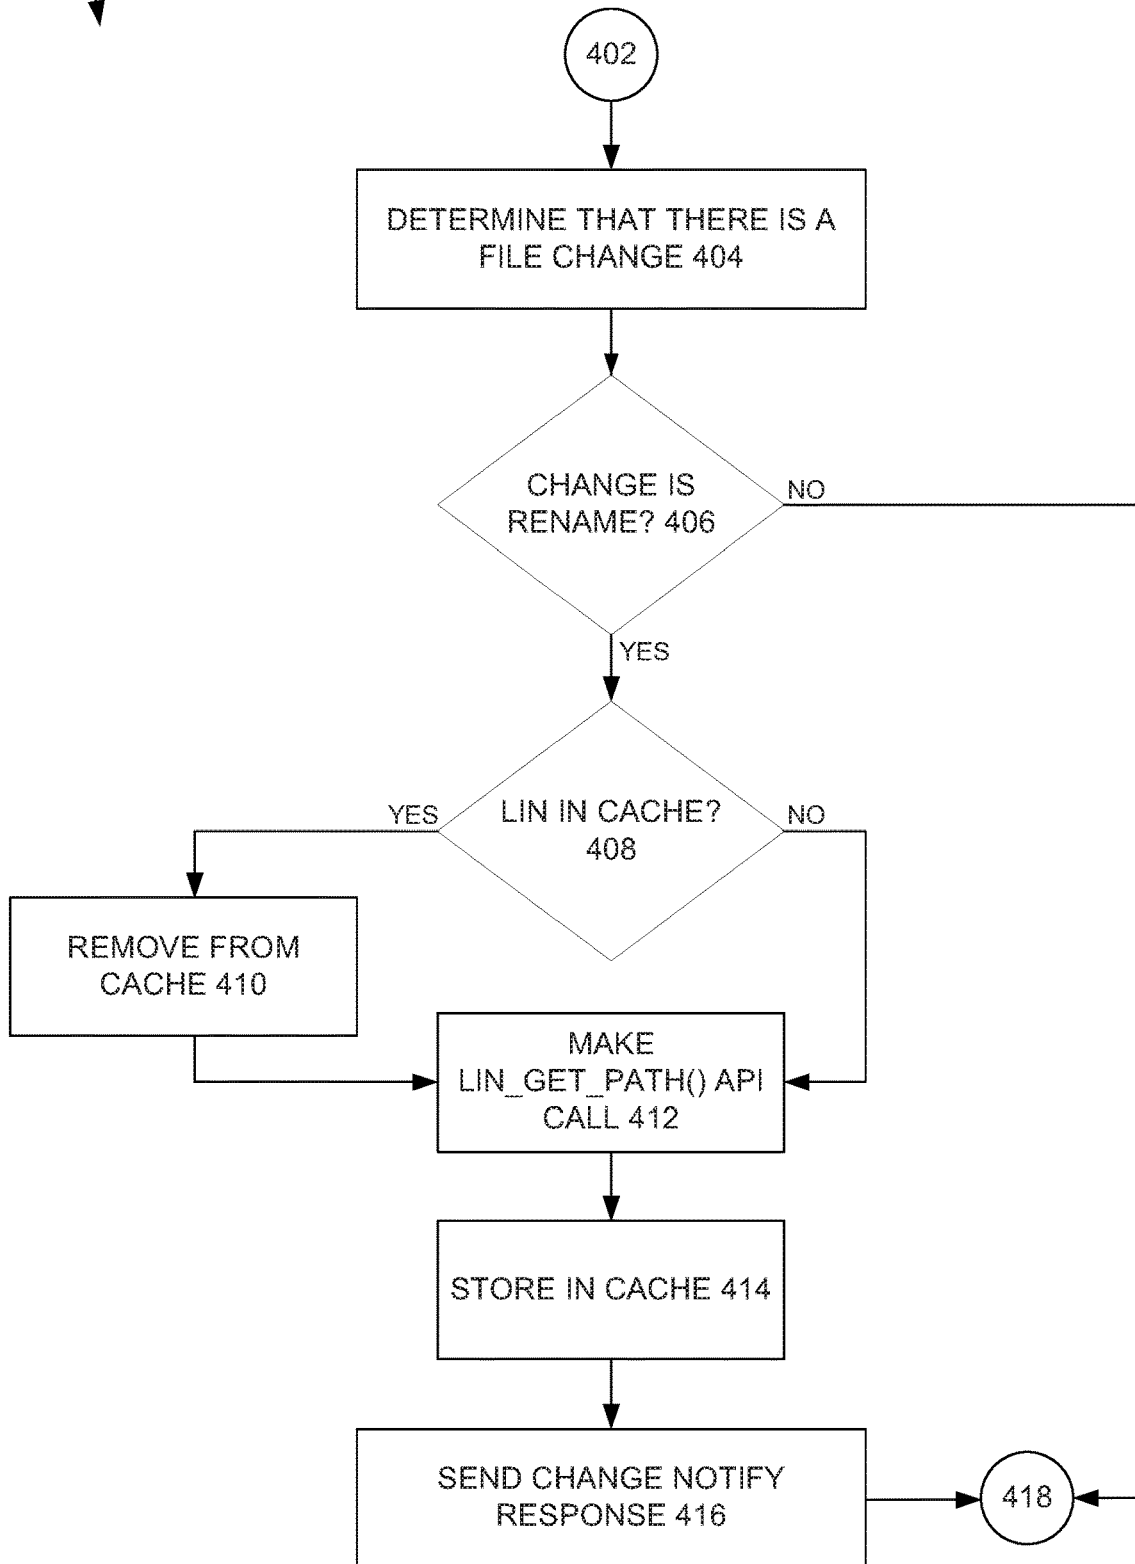 402
DETERMINE THAT THERE IS A
FILE CHANGE 404
CHANGE IS
RENAME? 406
NO
YES
LIN IN CACHE?
408
YES
NO
REMOVE FROM
CACHE 410
MAKE
LIN_GET_PATH() API
CALL 412
STORE IN CACHE 414
SEND CHANGE NOTIFY
RESPONSE 416
418